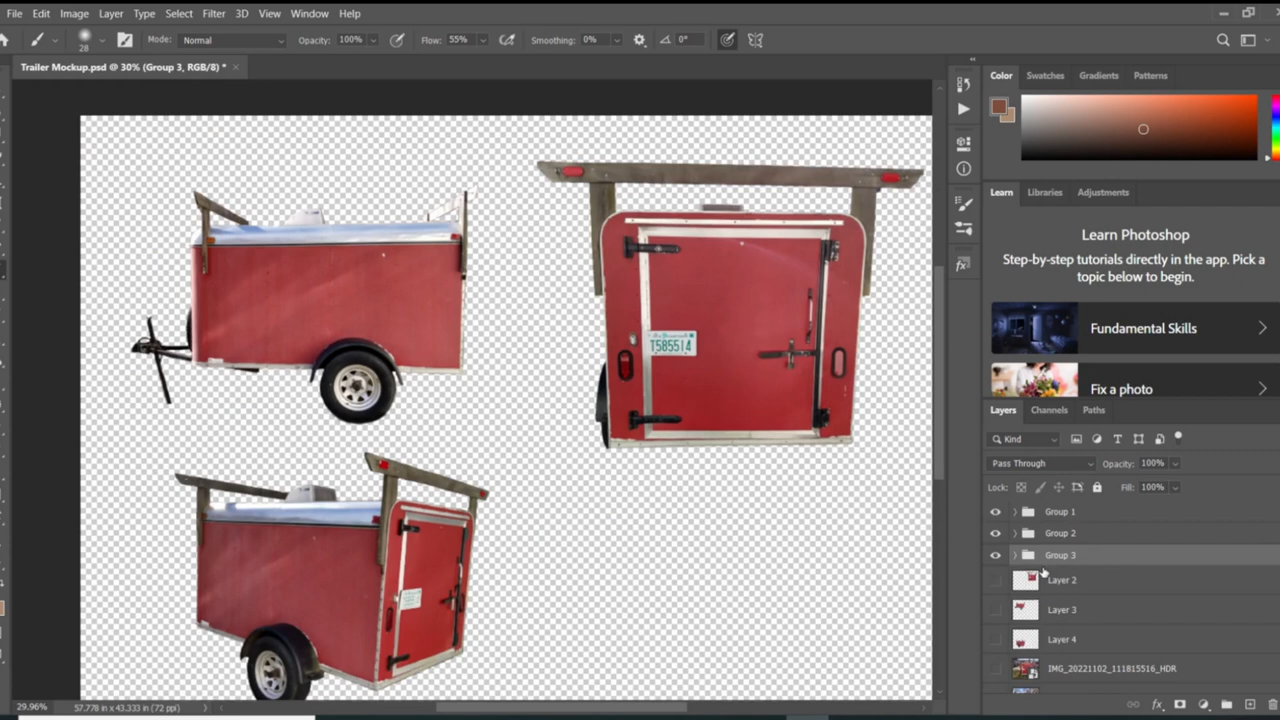 File Edit Image Layer Type Select Filter 3D View Window Help
28 Mode: Normal Opacity: 100% Flow: 55% Smoothing: 0% 0°
Trailer Mockup.psd @ 30% (Group 3, RGB/8) * ×
Color Swatches Gradients Patterns
Learn Libraries Adjustments
Learn Photoshop
Step-by-step tutorials directly in the app. Pick a
topic below to begin.
Fundamental Skills
Fix a photo
T585514
Layers Channels Paths
Kind
Pass Through Opacity: 100%
Lock: Fill: 100%
Group 1
Group 2
Group 3
Layer 2
Layer 3
Layer 4
IMG_20221102_111815516_HDR
29.96% 57.778 in x 43.333 in (72 ppi)
fx